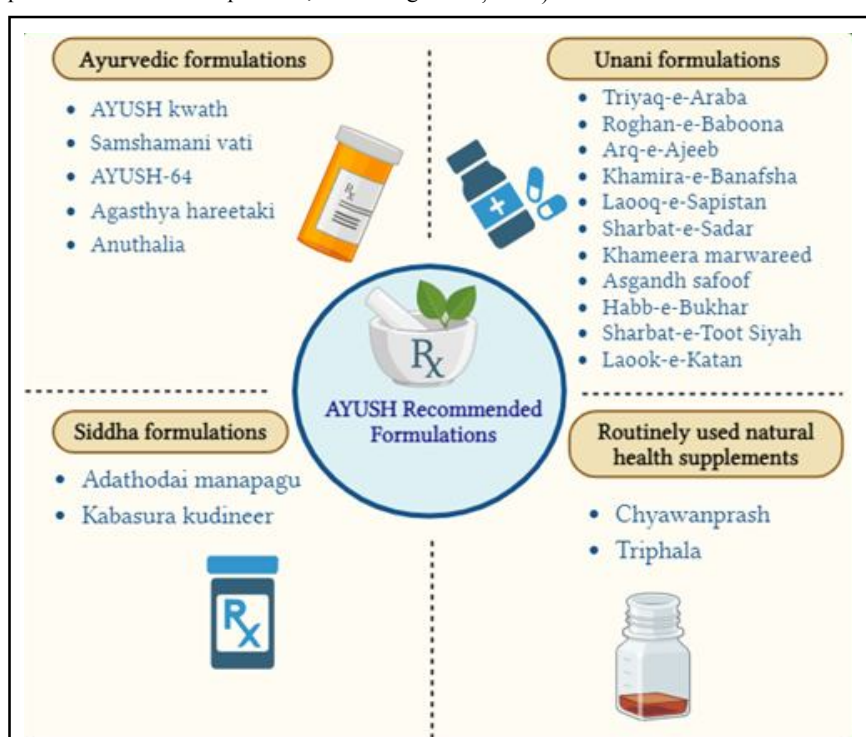 Ayurvedic formulations
AYUSH kwath
Samshamani vati
AYUSH-64
Agasthya hareetaki
Anuthalia
Unani formulations
Triyaq-e-Araba
Roghan-e-Baboona
Arq-e-Ajeeb
Khamira-e-Banafsha
Laooq-e-Sapistan
Sharbat-e-Sadar
Khameera marwareed
Asgandh safoof
Habb-e-Bukhar
Sharbat-e-Toot Siyah
Laook-e-Katan
Rx
Rx
AYUSH Recommended
Formulations
Siddha formulations
Adathodai manapagu
Kabasura kudineer
Rx
Routinely used natural
health supplements
Chyawanprash
Triphala